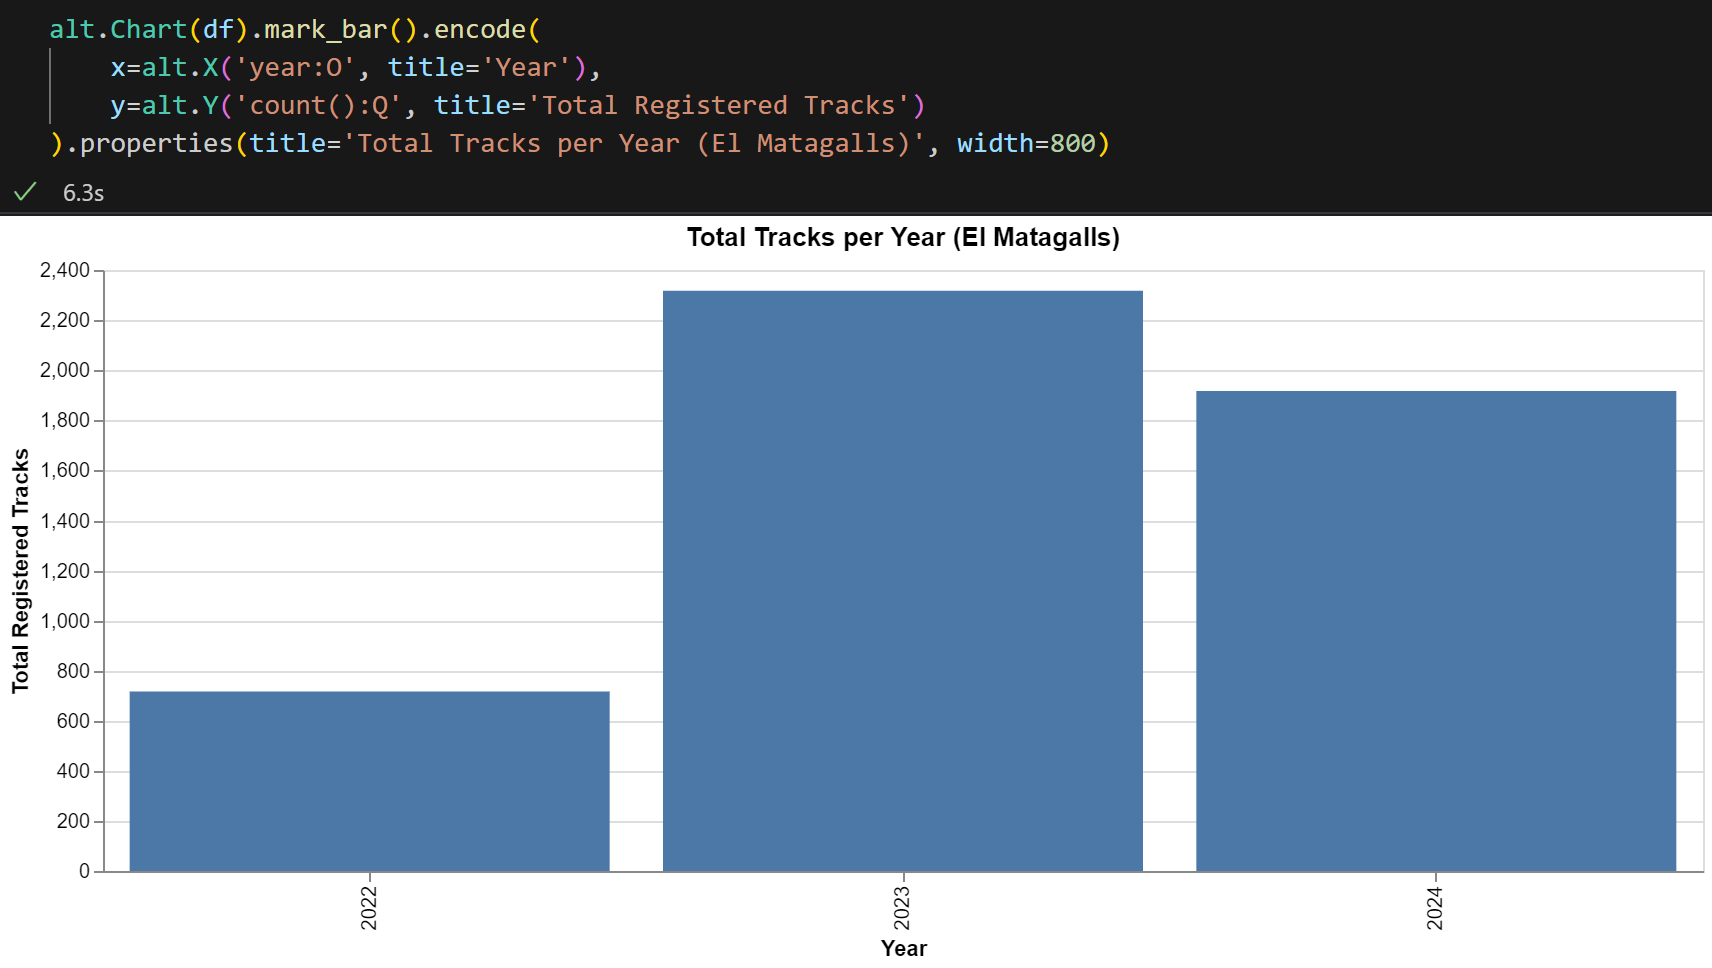 alt.Chart(df).mark_bar().encode(
    x=alt.X('year:O', title='Year'),
    y=alt.Y('count():Q', title='Total Registered Tracks')
).properties(title='Total Tracks per Year (El Matagalls)', width=800)
6.3s
Total Tracks per Year (El Matagalls)
2,400
2,200
2,000
1,800
1,600
1,400
1,200
1,000
800
600
400
200
0
Total Registered Tracks
2022
2023
2024
Year